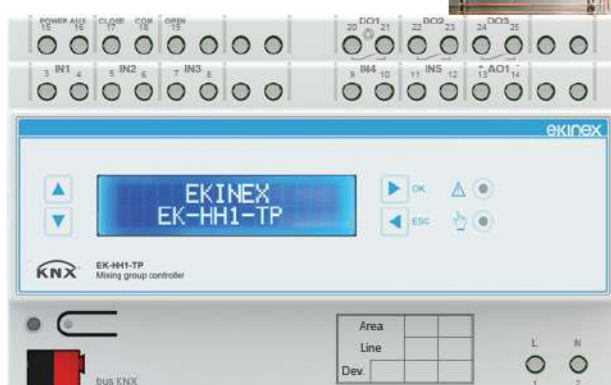 POWER AUX CLOSE COM OPEN DO1 DO2 DO3
15 16 17 18 19 20 21 22 23 24 25
IN1 IN2 IN3 IN4 IN5 + AO1 -
3 4 5 6 7 8 9 10 11 12 13 14
ekinex
EKINEX
EK-HH1-TP
OK
ESC
KNX
EK-HH1-TP
Mixing group controller
Area
Line
Dev.
L N
2
bus KNX